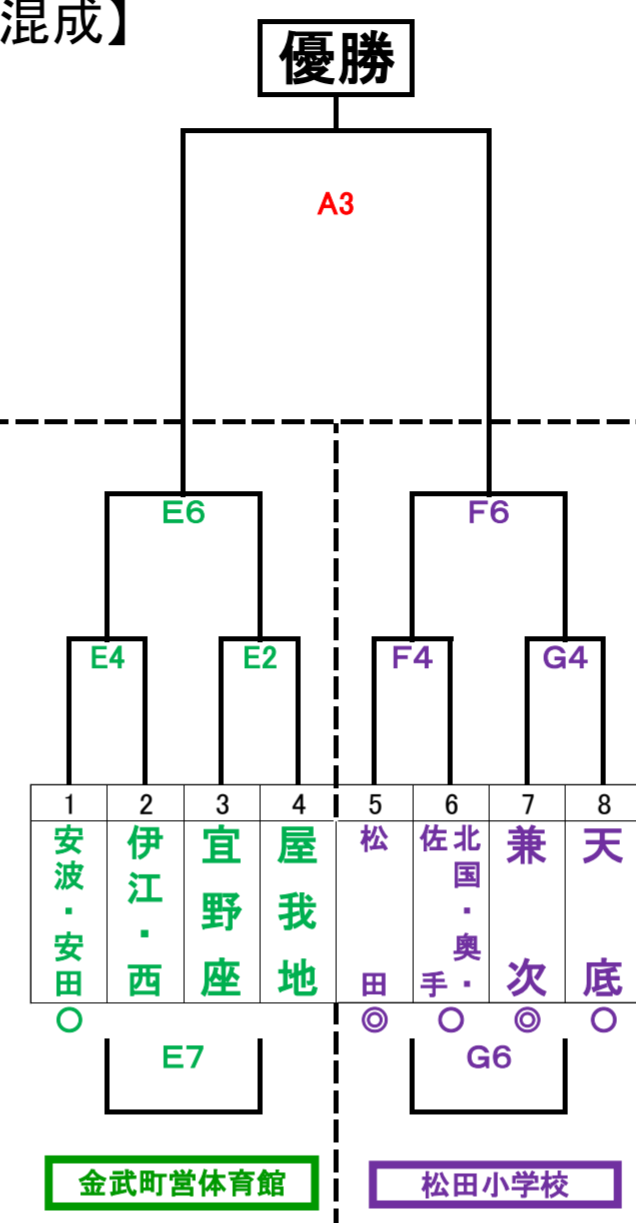 混成】
優勝
A3
E6
F6
E4
E2
F4
G4
1
2
3
4
5
6
7
8
安波・安田
伊江・西
宜野座
屋我地
松田
北国・奥・
佐手
兼次
天底
○
◎
○
◎
○
E7
G6
金武町営体育館
松田小学校